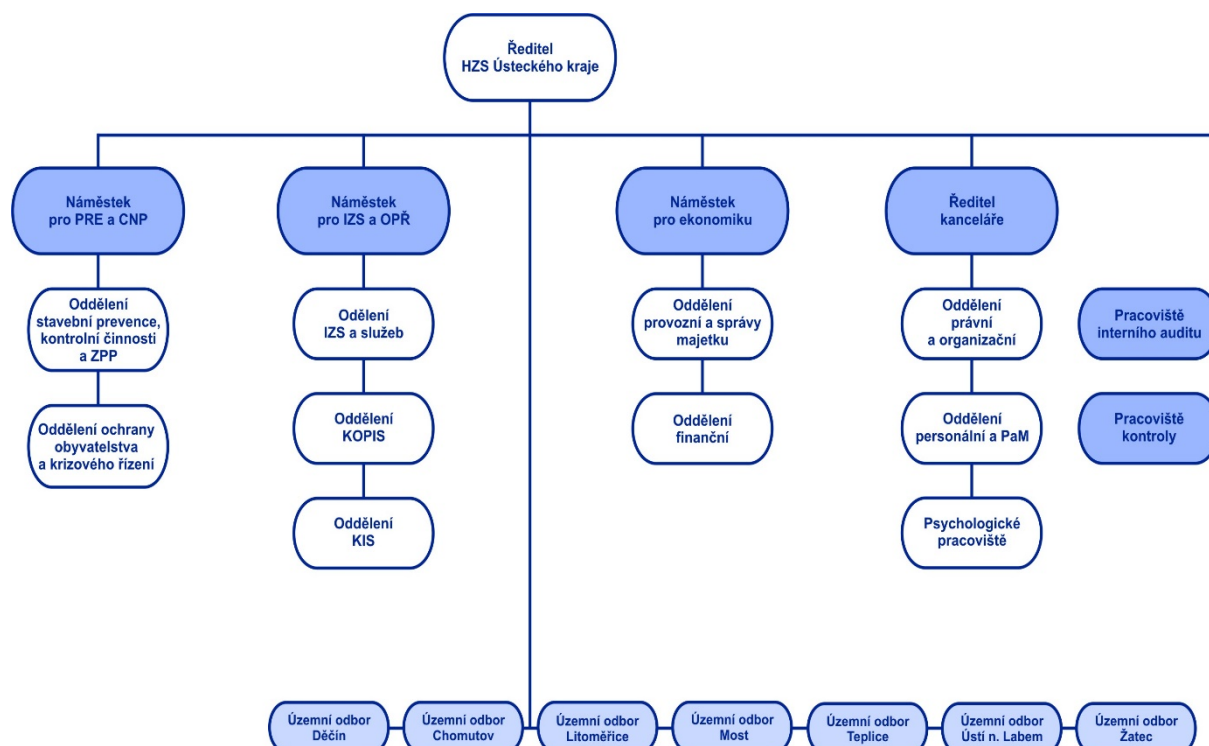 Ředitel
HZS Ústeckého kraje
Náměstek
pro PRE a CNP
Náměstek
pro IZS a OPŘ
Náměstek
pro ekonomiku
Ředitel
kanceláře
Oddělení
stavební prevence,
kontrolní činnosti
a ZPP
Odělení
IZS a služeb
Oddělení
provozní a správy
majetku
Oddělení
právní
a organizační
Pracoviště
interního auditu
Oddělení ochrany
obyvatelstva
a krizového řízení
Oddělení
KOPIS
Oddělení
finanční
Oddělení
personální a PaM
Pracoviště
kontroly
Oddělení
KIS
Psychologické
pracoviště
Územní odbor
Děčín
Územní odbor
Chomutov
Územní odbor
Litoměřice
Územní odbor
Most
Územní odbor
Teplice
Územní odbor
Ústí n. Labem
Územní odbor
Žatec